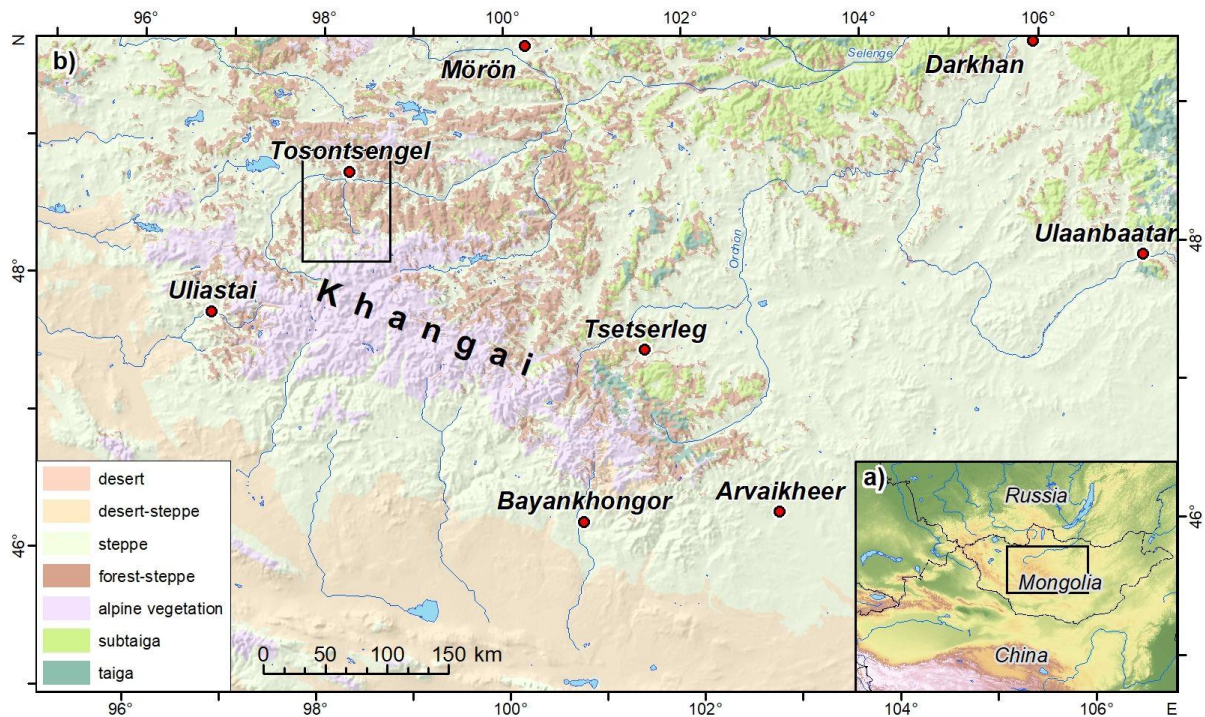 96°
98°
100°
102°
104°
106°
N
b)
Mörön
Selenge
Darkhan
Tosontsengel
48°
Orchon
Ulaanbaatar
48°
Uliastai
Khangai
Tsetserleg
Bayankhongor
Arvaikheer
46°
46°
desert
desert-steppe
steppe
forest-steppe
alpine vegetation
subtaiga
taiga
0 50 100 150 km
a)
Russia
Mongolia
China
96°
98°
100
102
104
106°
E